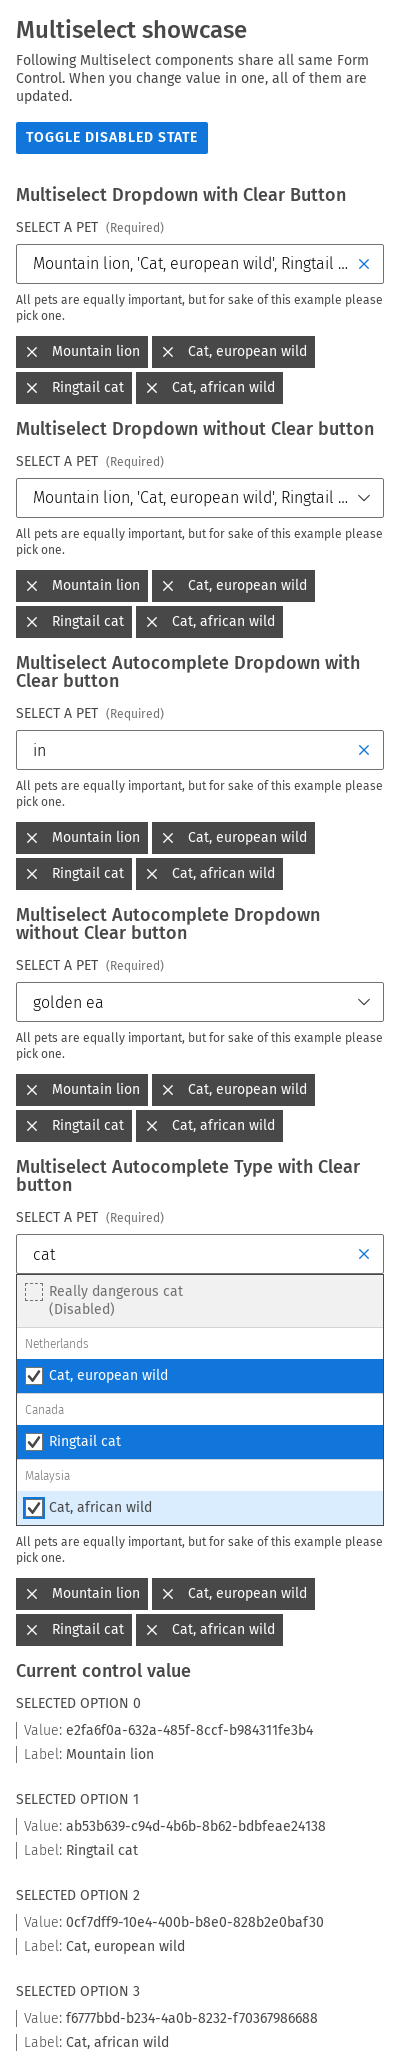 Multiselect showcase
Following Multiselect components share all same Form
Control. When you change value in one, all of them are
updated.
TOGGLE DISABLED STATE
Multiselect Dropdown with Clear Button
SELECT A PET (Required)
Mountain lion, 'Cat, european wild', Ringtail ...
All pets are equally important, but for sake of this example please
pick one.
Mountain lion Cat, european wild
Ringtail cat Cat, african wild
Multiselect Dropdown without Clear button
SELECT A PET (Required)
Mountain lion, 'Cat, european wild', Ringtail ...
All pets are equally important, but for sake of this example please
pick one.
Mountain lion Cat, european wild
Ringtail cat Cat, african wild
Multiselect Autocomplete Dropdown with
Clear button
SELECT A PET (Required)
in
All pets are equally important, but for sake of this example please
pick one.
Mountain lion Cat, european wild
Ringtail cat Cat, african wild
Multiselect Autocomplete Dropdown
without Clear button
SELECT A PET (Required)
golden ea
All pets are equally important, but for sake of this example please
pick one.
Mountain lion Cat, european wild
Ringtail cat Cat, african wild
Multiselect Autocomplete Type with Clear
button
SELECT A PET (Required)
cat
Really dangerous cat
(Disabled)
Netherlands
Cat, european wild
Canada
Ringtail cat
Malaysia
Cat, african wild
All pets are equally important, but for sake of this example please
pick one.
Mountain lion Cat, european wild
Ringtail cat Cat, african wild
Current control value
SELECTED OPTION 0
Value: e2fa6f0a-632a-485f-8ccf-b984311fe3b4
Label: Mountain lion
SELECTED OPTION 1
Value: ab53b639-c94d-4b6b-8b62-bdbfeae24138
Label: Ringtail cat
SELECTED OPTION 2
Value: 0cf7dff9-10e4-400b-b8e0-828b2e0baf30
Label: Cat, european wild
SELECTED OPTION 3
Value: f6777bbd-b234-4a0b-8232-f70367986688
Label: Cat, african wild